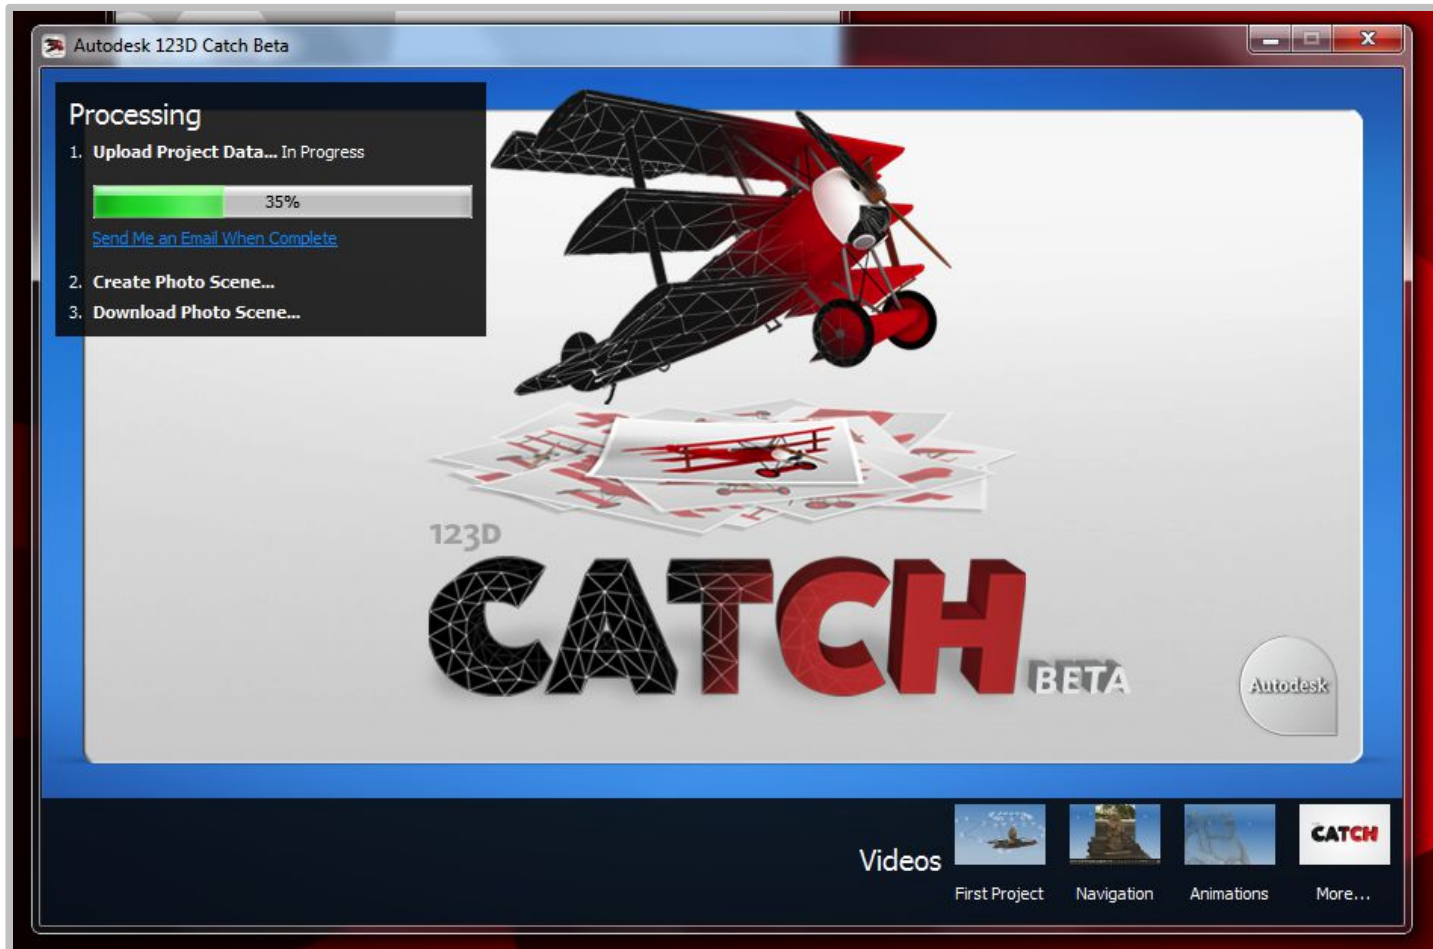 Autodesk 123D Catch Beta
Processing
1. Upload Project Data... In Progress
35%
Send Me an Email When Complete
2. Create Photo Scene...
3. Download Photo Scene...
123D
CATCH
BETA
Autodesk
Videos
CATCH
First Project
Navigation
Animations
More...